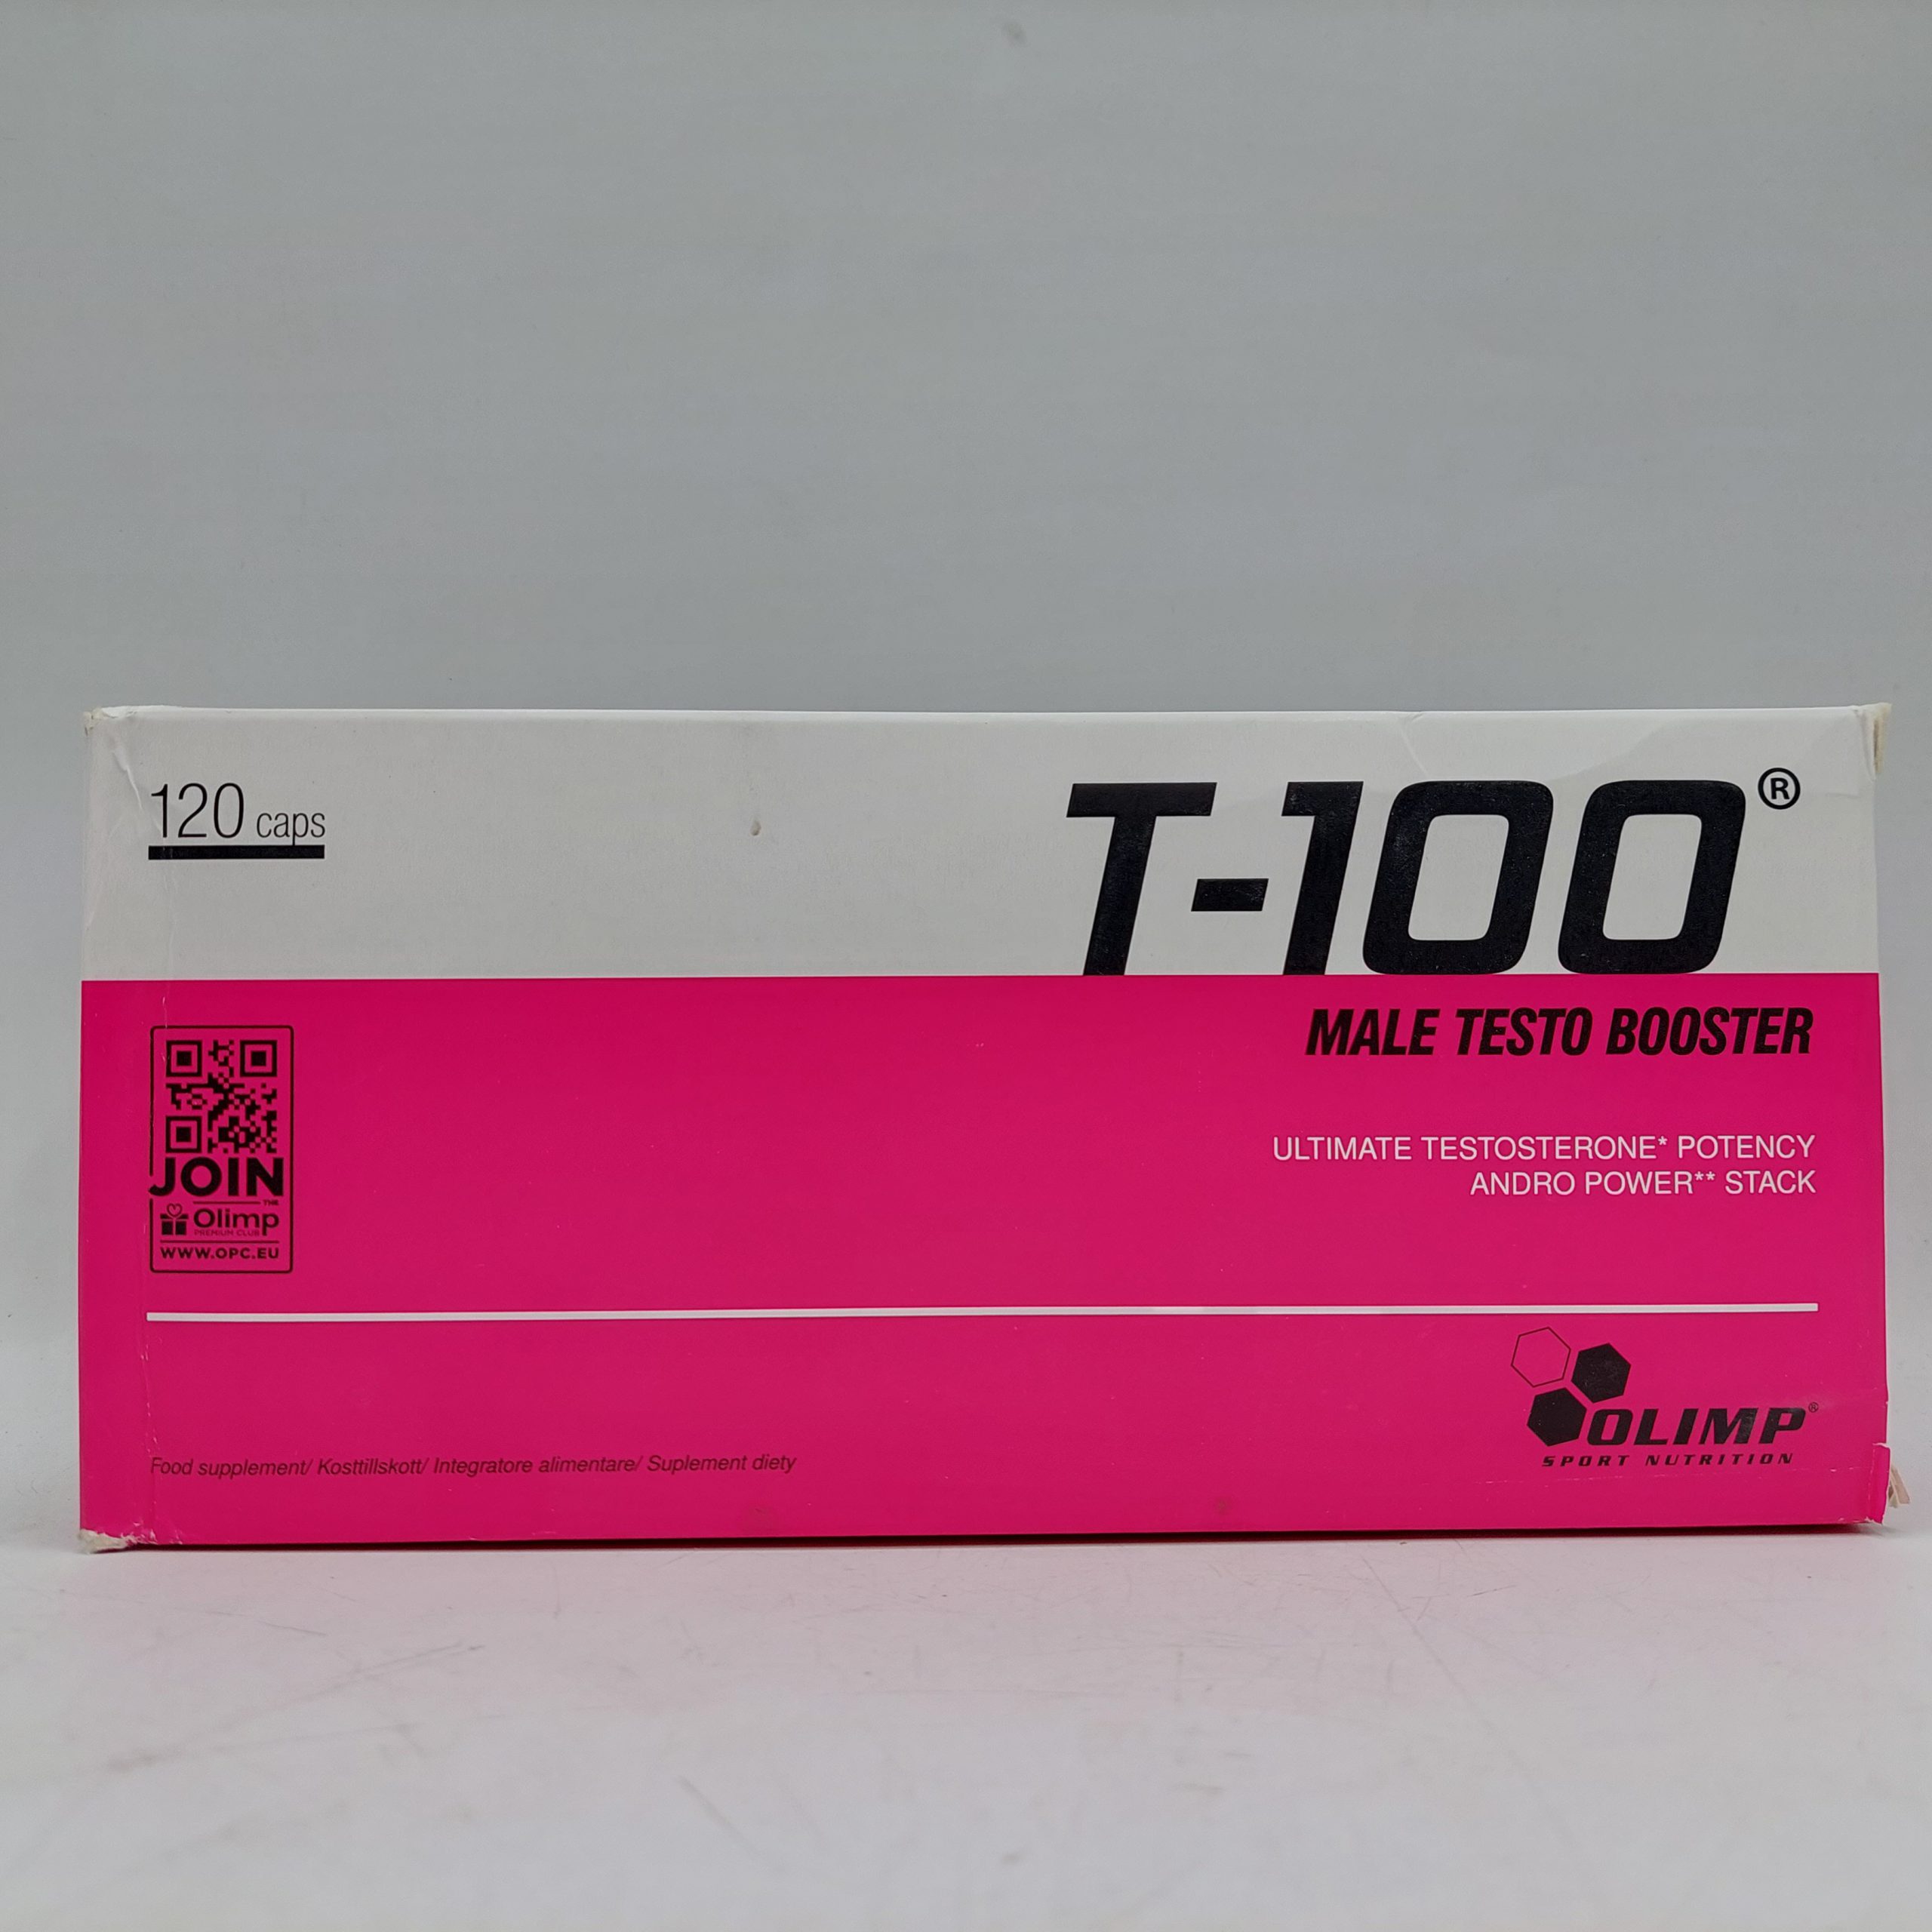 120 caps
T-100®
MALE TESTO BOOSTER
ULTIMATE TESTOSTERONE* POTENCY
ANDRO POWER** STACK
JOIN
THE
Olimp
PREMIUM CLUB
WWW.OPC.EU
OLIMP®
SPORT NUTRITION
Food supplement/ Kosttillskott/ Integratore alimentare/ Suplement diety